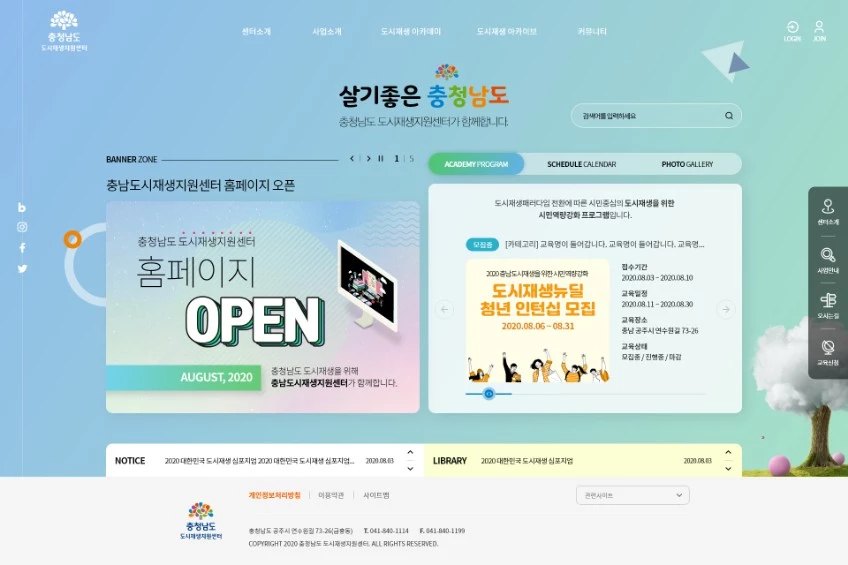 충청남도
도시재생지원센터
센터소개
사업소개
도시재생 아카데미
도시재생 아카이브
커뮤니티
LOGIN
JOIN
살기좋은 충청남도
충청남도 도시재생지원센터가 함께합니다.
검색어를 입력하세요
BANNER ZONE
1 | 5
충남도시재생지원센터 홈페이지 오픈
충청남도 도시재생지원센터
홈페이지
OPEN
AUGUST, 2020
충청남도 도시재생을 위해
충남도시재생지원센터가 함께합니다.
ACADEMY PROGRAM
SCHEDULE CALENDAR
PHOTO GALLERY
도시재생패러다임 전환에 따른 시민중심의 도시재생을 위한
시민역량강화 프로그램입니다.
모집중
[카테고리] 교육명이 들어갑니다. 교육명이 들어갑니다. 교육명...
2020 충남도시재생을 위한 시민역량강화
도시재생뉴딜
청년 인턴십 모집
2020.08.06 ~ 08.31
접수기간
2020.08.03 ~ 2020.08.10
교육일정
2020.08.11 ~ 2020.08.30
교육장소
충남 공주시 연수원길 73-26
교육상태
모집중 / 진행중 / 마감
센터소개
사업안내
오시는길
교육신청
NOTICE
2020 대한민국 도시재생 심포지엄 2020 대한민국 도시재생 심포지엄...
2020.08.03
LIBRARY
2020 대한민국 도시재생 심포지엄
2020.08.03
충청남도
도시재생지원센터
개인정보처리방침 | 이용약관 | 사이트맵
관련사이트
충청남도 공주시 연수원길 73-26(금흥동) T. 041-840-1114 F. 041-840-1199
COPYRIGHT 2020 충청남도 도시재생지원센터. ALL RIGHTS RESERVED.